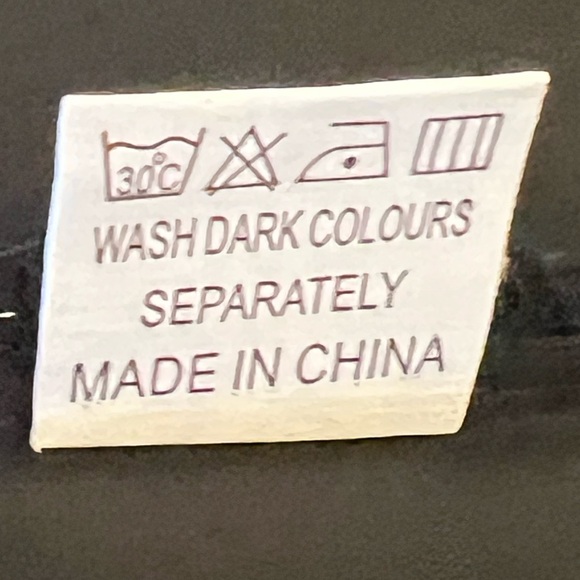 30°C
WASH DARK COLOURS
SEPARATELY
MADE IN CHINA